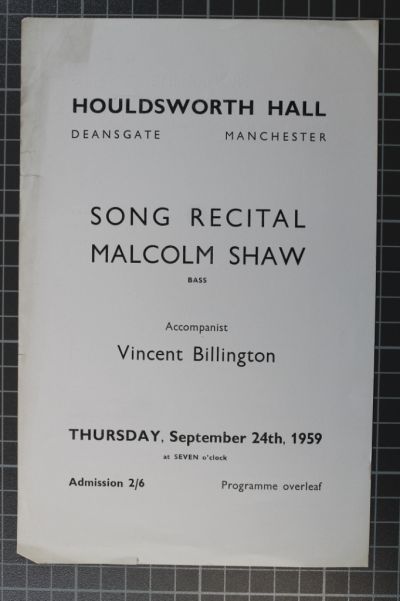 HOULDSWORTH HALL
DEANSGATE MANCHESTER
SONG RECITAL
MALCOLM SHAW
BASS
Accompanist
Vincent Billington
THURSDAY, September 24th, 1959
at SEVEN o'clock
Admission 2/6 Programme overleaf